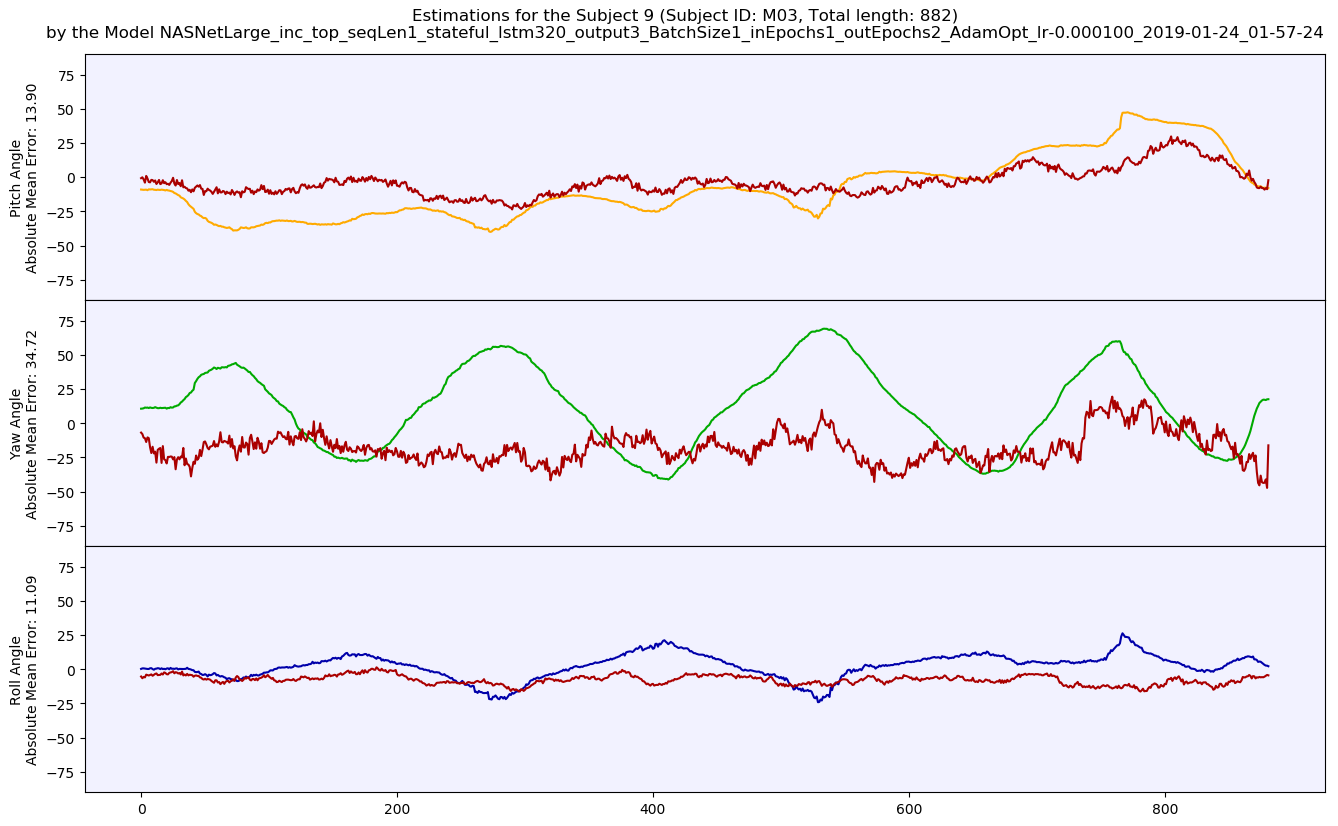 Estimations for the Subject 9 (Subject ID: M03, Total length: 882)
by the Model NASNetLarge_inc_top_seqLen1_stateful_lstm320_output3_BatchSize1_inEpochs1_outEpochs2_AdamOpt_lr-0.000100_2019-01-24_01-57-24
Pitch Angle
Absolute Mean Error: 13.90
75
50
25
0
−25
−50
−75
Yaw Angle
Absolute Mean Error: 34.72
75
50
25
0
−25
−50
−75
Roll Angle
Absolute Mean Error: 11.09
75
50
25
0
−25
−50
−75
0 200 400 600 800